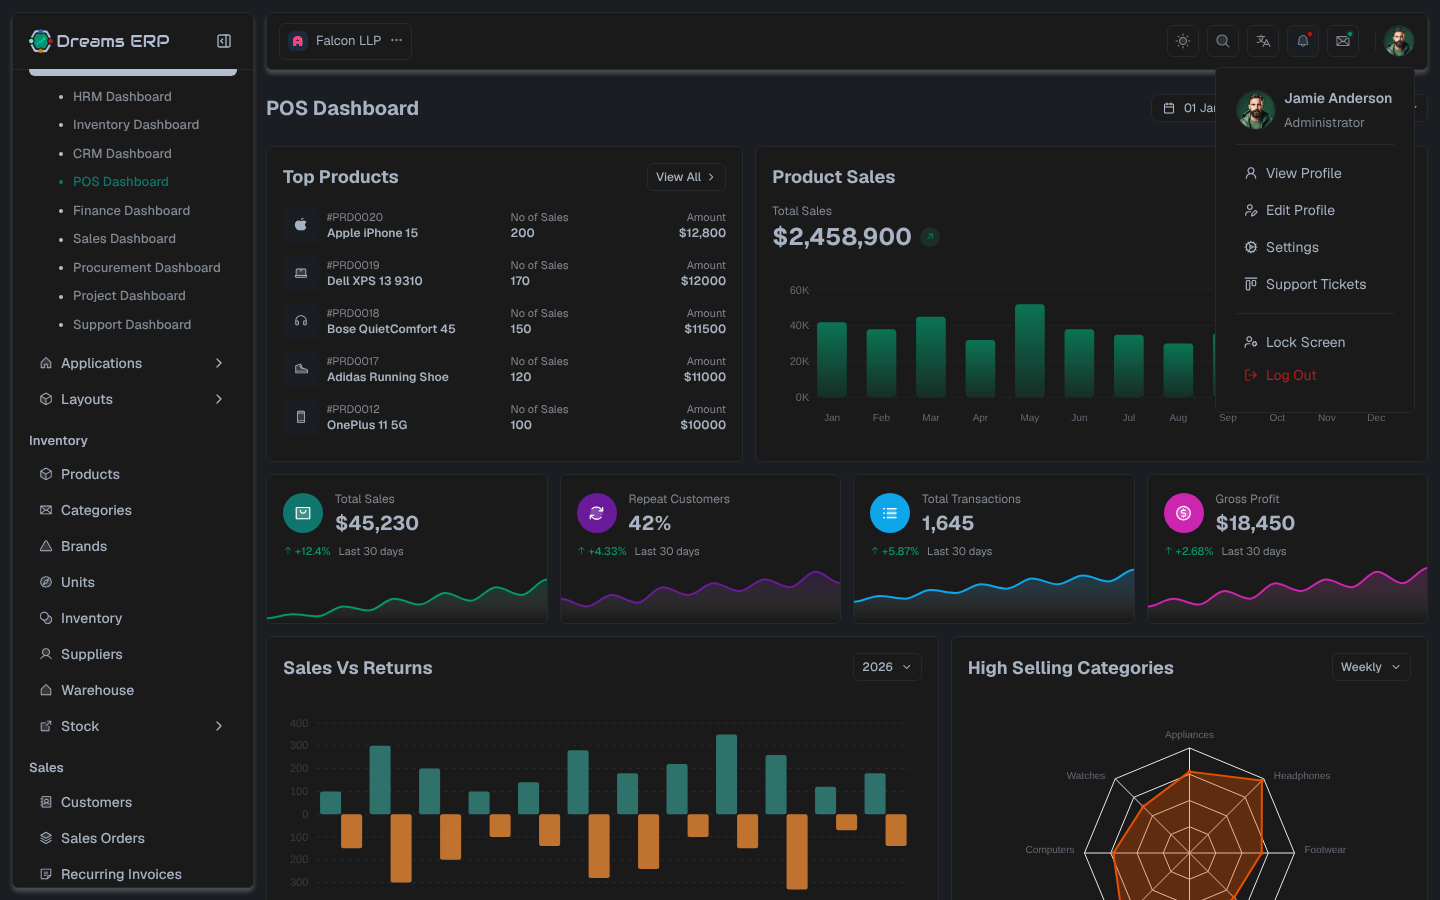 Dreams ERP
HRM Dashboard
Inventory Dashboard
CRM Dashboard
POS Dashboard
Finance Dashboard
Sales Dashboard
Procurement Dashboard
Project Dashboard
Support Dashboard
Applications
Layouts
Inventory
Products
Categories
Brands
Units
Inventory
Suppliers
Warehouse
Stock
Sales
Customers
Sales Orders
Recurring Invoices
Falcon LLP ···
POS Dashboard
01 Jan
Jamie Anderson
Administrator
View Profile
Edit Profile
Settings
Support Tickets
Lock Screen
Log Out
Top Products
View All
#PRD0020 No of Sales Amount
Apple iPhone 15 200 $12,800
#PRD0019 No of Sales Amount
Dell XPS 13 9310 170 $12000
#PRD0018 No of Sales Amount
Bose QuietComfort 45 150 $11500
#PRD0017 No of Sales Amount
Adidas Running Shoe 120 $11000
#PRD0012 No of Sales Amount
OnePlus 11 5G 100 $10000
Product Sales
Total Sales
$2,458,900
60K
40K
20K
0K
Jan Feb Mar Apr May Jun Jul Aug Sep Oct Nov Dec
Total Sales
$45,230
+12.4% Last 30 days
Repeat Customers
42%
+4.33% Last 30 days
Total Transactions
1,645
+5.87% Last 30 days
Gross Profit
$18,450
+2.68% Last 30 days
Sales Vs Returns
2026
400
300
200
100
0
100
200
300
High Selling Categories
Weekly
Appliances
Watches Headphones
Computers Footwear